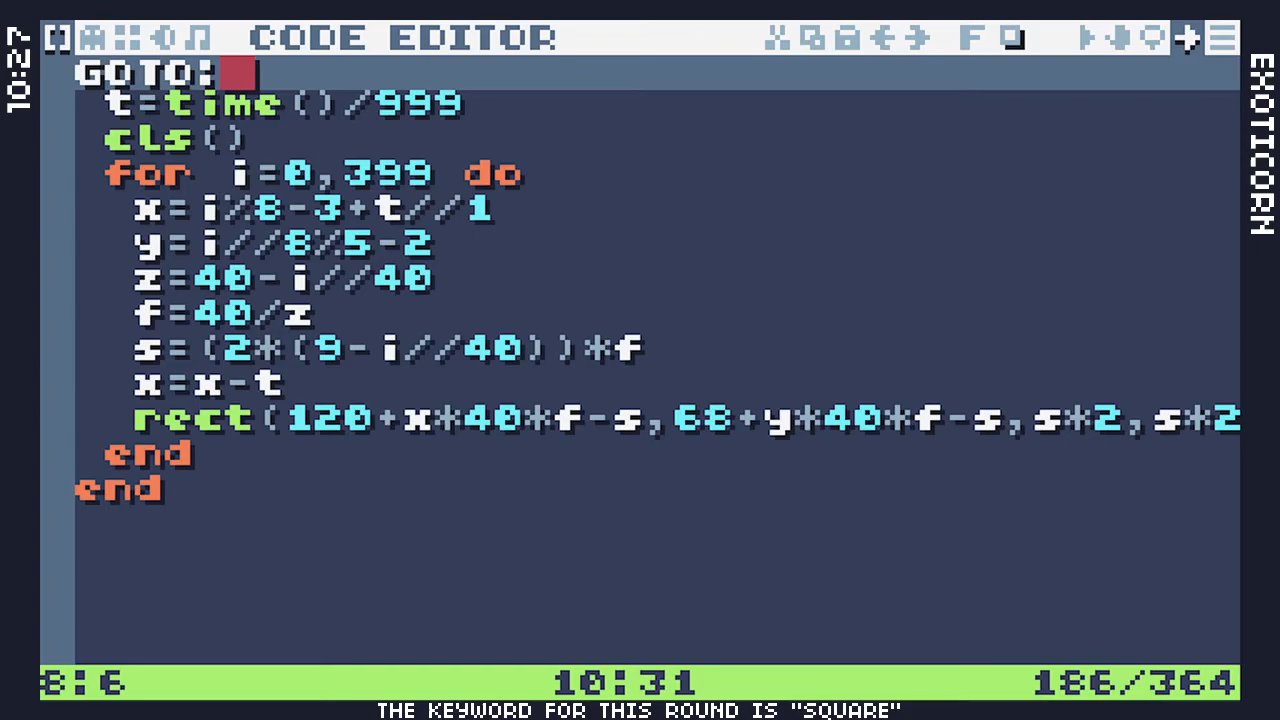 10:27
CODE EDITOR
F
GOTO:
t=time()/999
cls()
for i=0,399 do
x=i%8-3+t//1
y=i//8%5-2
z=40-i//40
f=40/z
s=(2*(9-i//40))*f
x=x-t
rect(120+x*40*f-s,68+y*40*f-s,s*2,s*2
end
end
8:6 10:31 186/364
THE KEYWORD FOR THIS ROUND IS "SQUARE"
EXOTICORN